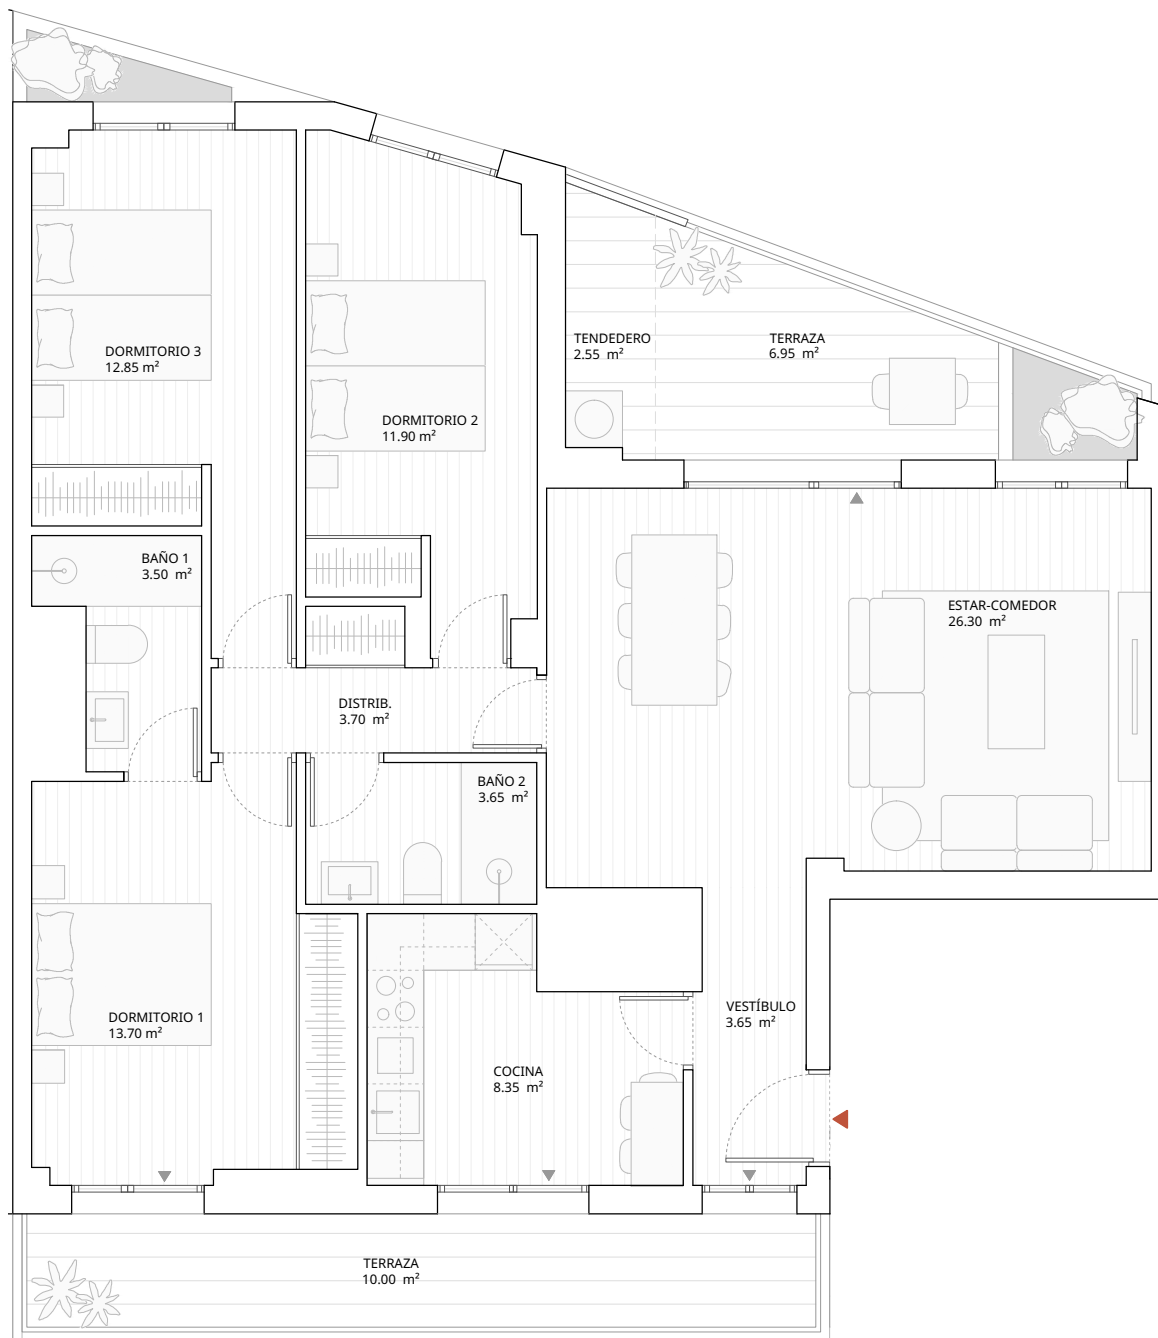 TENDEDERO
2.55 m²
TERRAZA
6.95 m²
DORMITORIO 3
12.85 m²
DORMITORIO 2
11.90 m²
BAÑO 1
3.50 m²
ESTAR-COMEDOR
26.30 m²
DISTRIB.
3.70 m²
BAÑO 2
3.65 m²
DORMITORIO 1
13.70 m²
VESTÍBULO
3.65 m²
COCINA
8.35 m²
TERRAZA
10.00 m²